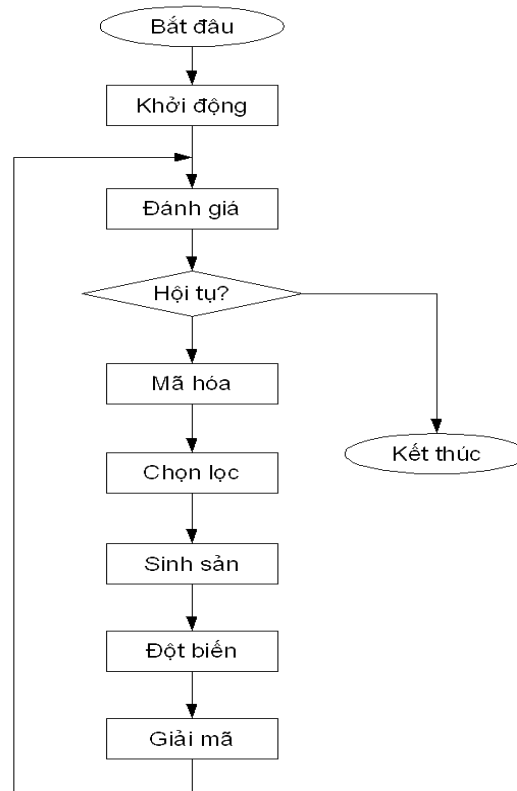 Bắt đâu
Khởi động
Đánh giá
Hội tụ?
Mã hóa
Kết thúc
Chọn lọc
Sinh sản
Đột biến
Giải mã